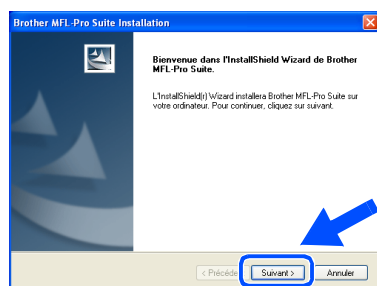 Brother MFL-Pro Suite Installation
Bienvenue dans l'InstallShield Wizard de Brother
MFL-Pro Suite.
L'InstallShield(r) Wizard installera Brother MFL-Pro Suite sur
votre ordinateur. Pour continuer, cliquez sur suivant.
< Précéde
Suivant >
Annuler